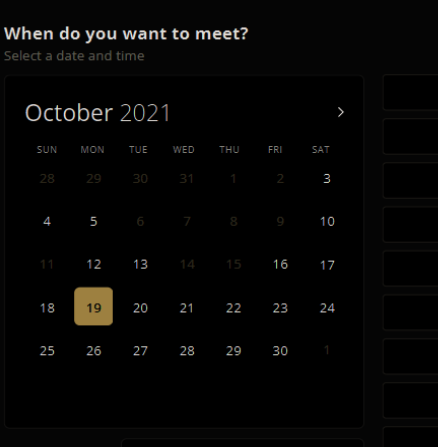 When do you want to meet?
Select a date and time
October 2021 >
SUN MON TUE WED THU FRI SAT
28 29 30 31 1 2 3
4 5 6 7 8 9 10
11 12 13 14 15 16 17
18 19 20 21 22 23 24
25 26 27 28 29 30 1